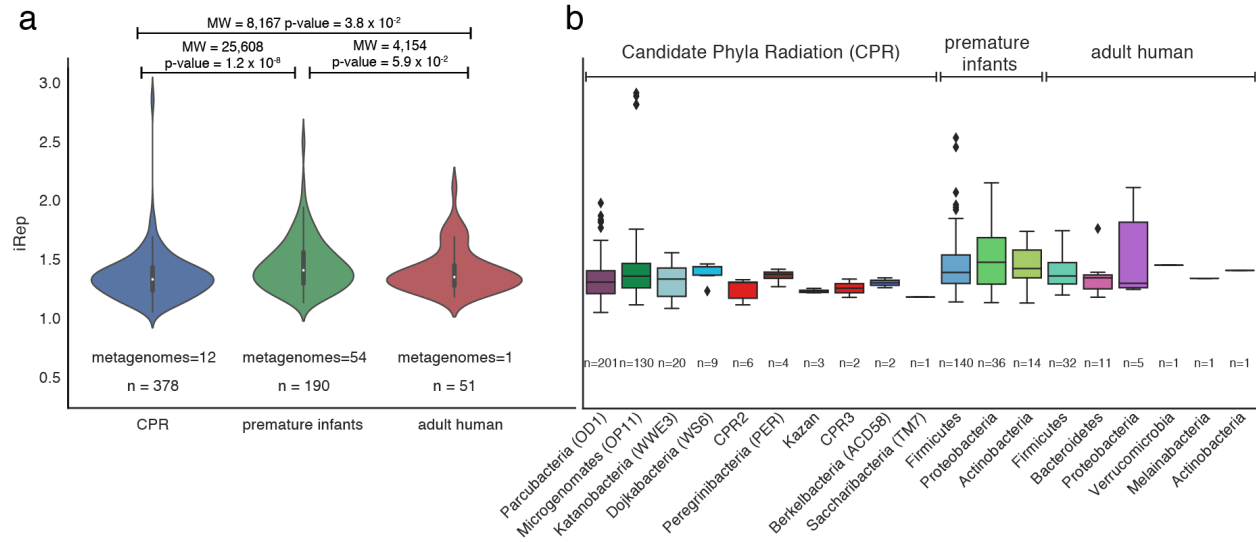 a
MW = 8,167 p-value = 3.8 x 10-2
MW = 25,608
p-value = 1.2 x 10-8
MW = 4,154
p-value = 5.9 x 10-2
iRep
3.0
2.5
2.0
1.5
1.0
0.5
metagenomes=12
metagenomes=54
metagenomes=1
n = 378
n = 190
n = 51
CPR
premature infants
adult human
b
Candidate Phyla Radiation (CPR)
premature
infants
adult human
n=201
n=130
n=20
n=9
n=6
n=4
n=3
n=2
n=2
n=1
n=140
n=36
n=14
n=32
n=11
n=5
n=1
n=1
n=1
Parcubacteria (OD1)
Microgenomates (OP11)
Katanobacteria (WWE3)
Dojkabacteria (WS6)
CPR2
Peregrinibacteria (PER)
Kazan
CPR3
Berkelbacteria (ACD58)
Saccharibacteria (TM7)
Firmicutes
Proteobacteria
Actinobacteria
Firmicutes
Bacteroidetes
Proteobacteria
Verrucomicrobia
Melainabacteria
Actinobacteria